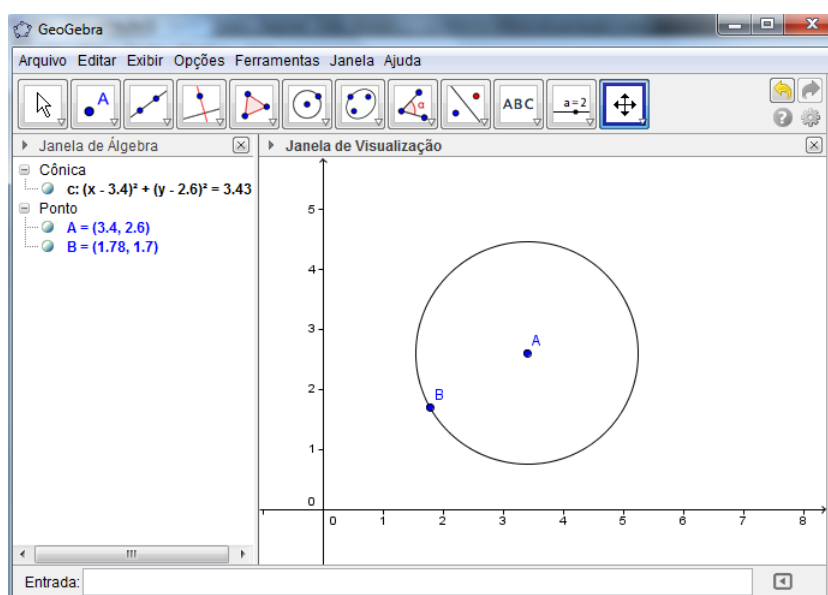 GeoGebra
Arquivo Editar Exibir Opções Ferramentas Janela Ajuda
A
α
ABC
a=2
Janela de Álgebra
Janela de Visualização
Cônica
c: (x - 3.4)² + (y - 2.6)² = 3.43
Ponto
A = (3.4, 2.6)
B = (1.78, 1.7)
5
4
3
2
1
0
A
B
0 1 2 3 4 5 6 7 8
Entrada: